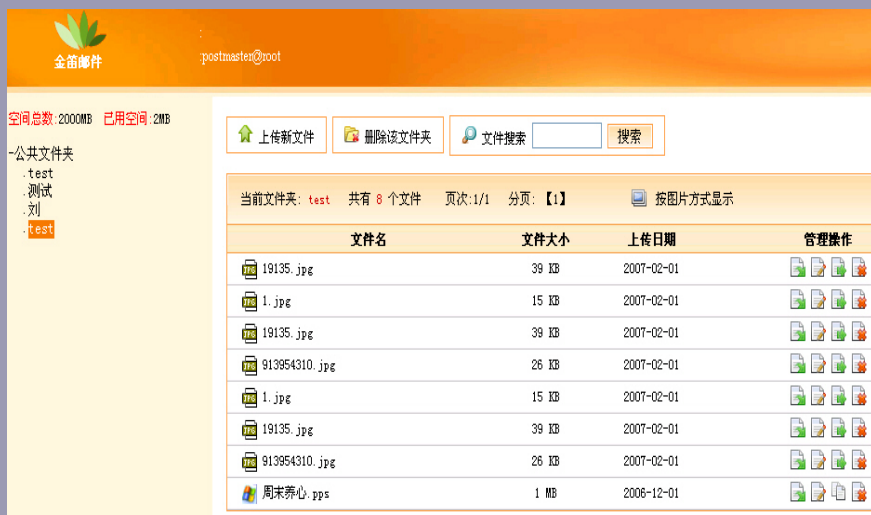 金笛邮件
:
:postmaster@root
空间总数:2000MB 已用空间:2MB
-公共文件夹
.test
.测试
.刘
.test
上传新文件 删除该文件夹 文件搜索 搜索
当前文件夹: test 共有 8 个文件 页次:1/1 分页: 【1】 按图片方式显示
文件名 文件大小 上传日期 管理操作
JPG 19135.jpg 39 KB 2007-02-01
JPG 1.jpg 15 KB 2007-02-01
JPG 19135.jpg 39 KB 2007-02-01
JPG 913954310.jpg 26 KB 2007-02-01
JPG 1.jpg 15 KB 2007-02-01
JPG 19135.jpg 39 KB 2007-02-01
JPG 913954310.jpg 26 KB 2007-02-01
周末养心.pps 1 MB 2006-12-01